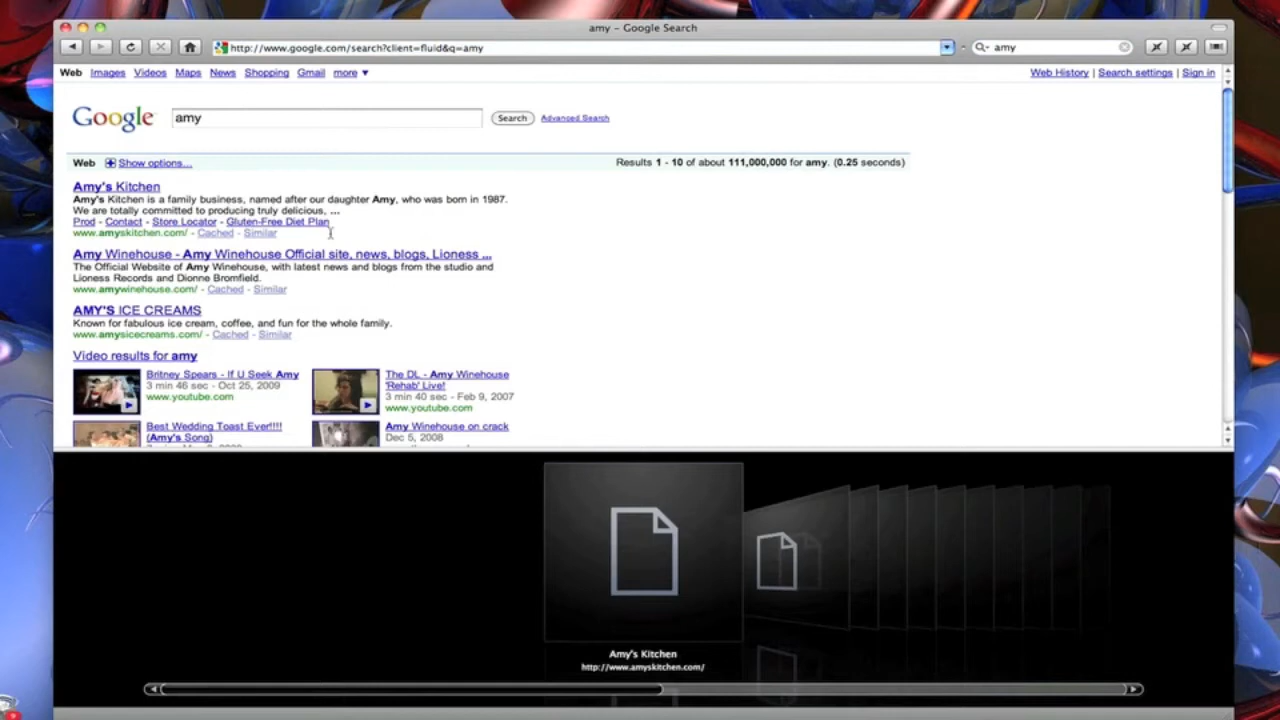 amy – Google Search
http://www.google.com/search?client=fluid&q=amy
amy
Web Images Videos Maps News Shopping Gmail more ▼
Web History | Search settings | Sign in
Google amy Search Advanced Search
Web Show options...
Results 1 - 10 of about 111,000,000 for amy. (0.25 seconds)
Amy's Kitchen
Amy's Kitchen is a family business, named after our daughter Amy, who was born in 1987.
We are totally committed to producing truly delicious, ...
Prod - Contact - Store Locator - Gluten-Free Diet Plan
www.amyskitchen.com/ - Cached - Similar
Amy Winehouse - Amy Winehouse Official site, news, blogs, Lioness ...
The Official Website of Amy Winehouse, with latest news and blogs from the studio and
Lioness Records and Dionne Bromfield.
www.amywinehouse.com/ - Cached - Similar
AMY'S ICE CREAMS
Known for fabulous ice cream, coffee, and fun for the whole family.
www.amysicecreams.com/ - Cached - Similar
Video results for amy
Britney Spears - If U Seek Amy
3 min 46 sec - Oct 25, 2009
www.youtube.com
The DL - Amy Winehouse
'Rehab' Live!
3 min 40 sec - Feb 9, 2007
www.youtube.com
Best Wedding Toast Ever!!!!
(Amy's Song)
Amy Winehouse on crack
Dec 5, 2008
Amy's Kitchen
http://www.amyskitchen.com/